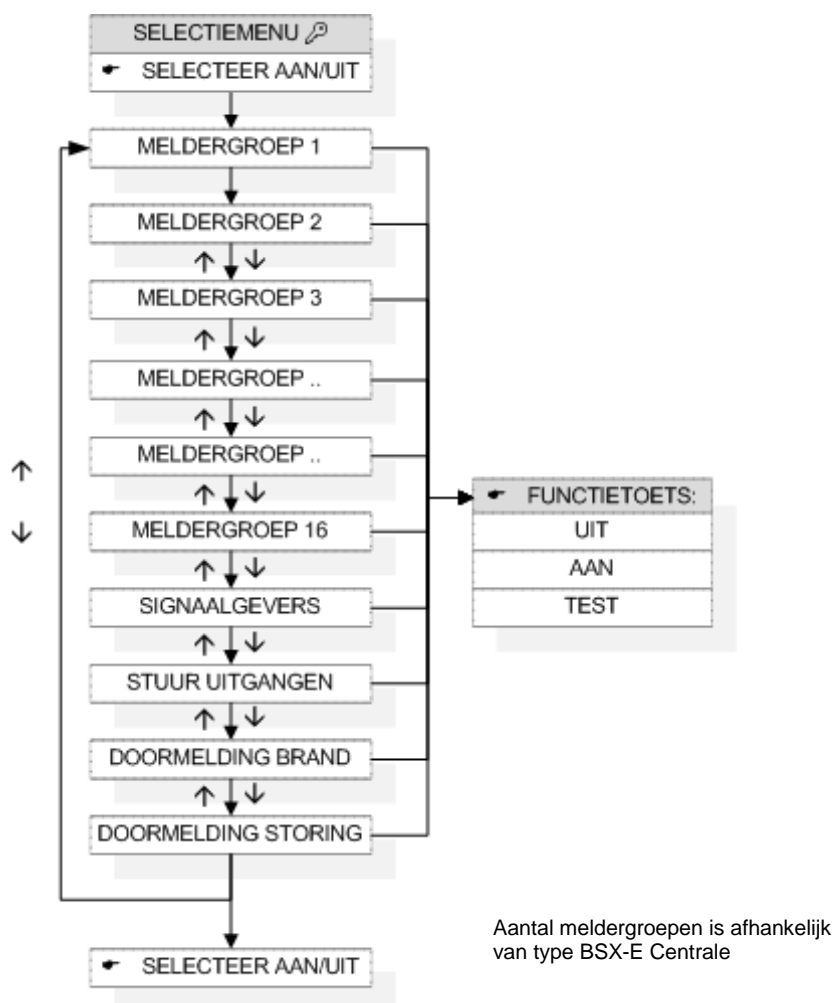 SELECTIEMENU
SELECTEER AAN/UIT
MELDERGROEP 1
MELDERGROEP 2
MELDERGROEP 3
MELDERGROEP ..
MELDERGROEP ..
MELDERGROEP 16
SIGNAALGEVERS
STUUR UITGANGEN
DOORMELDING BRAND
DOORMELDING STORING
SELECTEER AAN/UIT
FUNCTIETOETS:
UIT
AAN
TEST
Aantal meldergroepen is afhankelijk
van type BSX-E Centrale